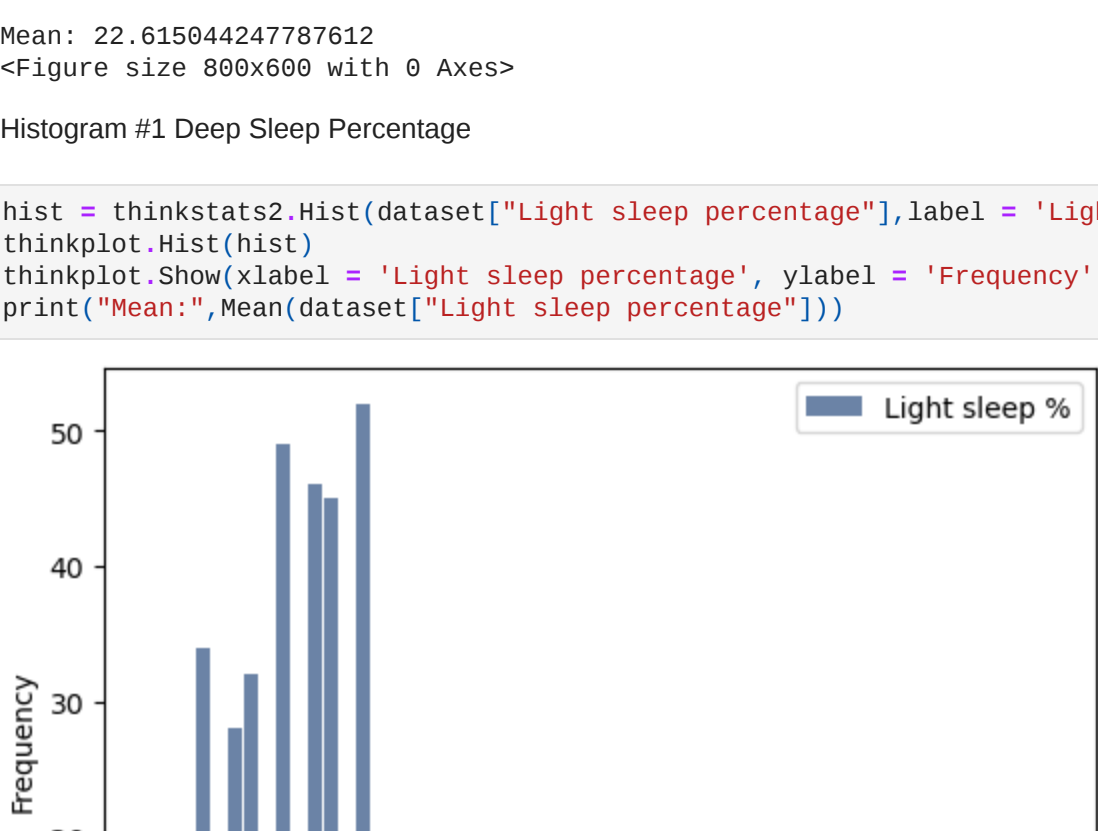 Mean: 22.615044247787612
<Figure size 800x600 with 0 Axes>
Histogram #1 Deep Sleep Percentage
hist = thinkstats2.Hist(dataset["Light sleep percentage"],label = 'Lig
thinkplot.Hist(hist)
thinkplot.Show(xlabel = 'Light sleep percentage', ylabel = 'Frequency'
print("Mean:",Mean(dataset["Light sleep percentage"]))
Light sleep %
50
40
30
Frequency